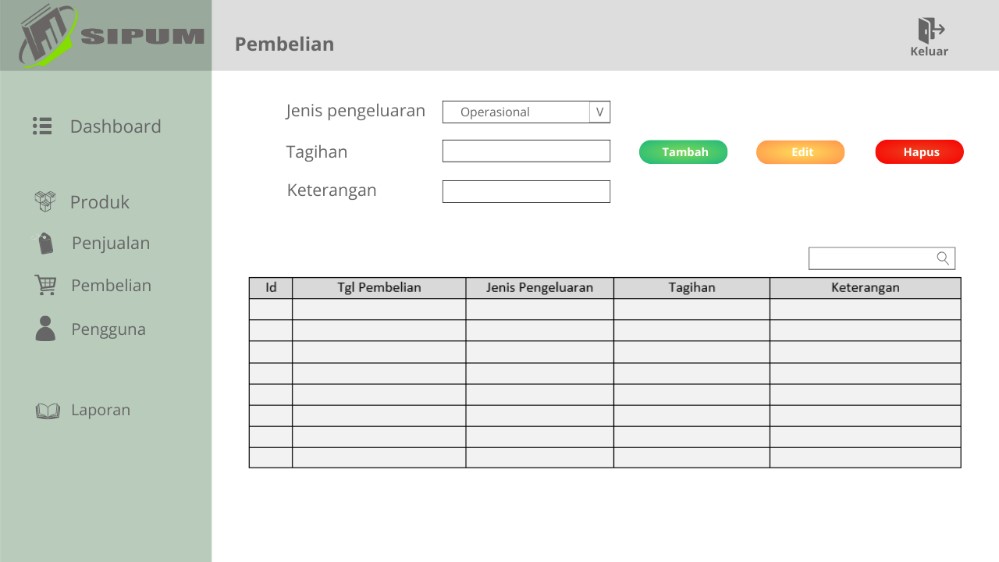 SIPUM
Pembelian
Keluar
Dashboard
Produk
Penjualan
Pembelian
Pengguna
Laporan
Jenis pengeluaran
Operasional
V
Tagihan
Keterangan
Tambah
Edit
Hapus
Id
Tgl Pembelian
Jenis Pengeluaran
Tagihan
Keterangan